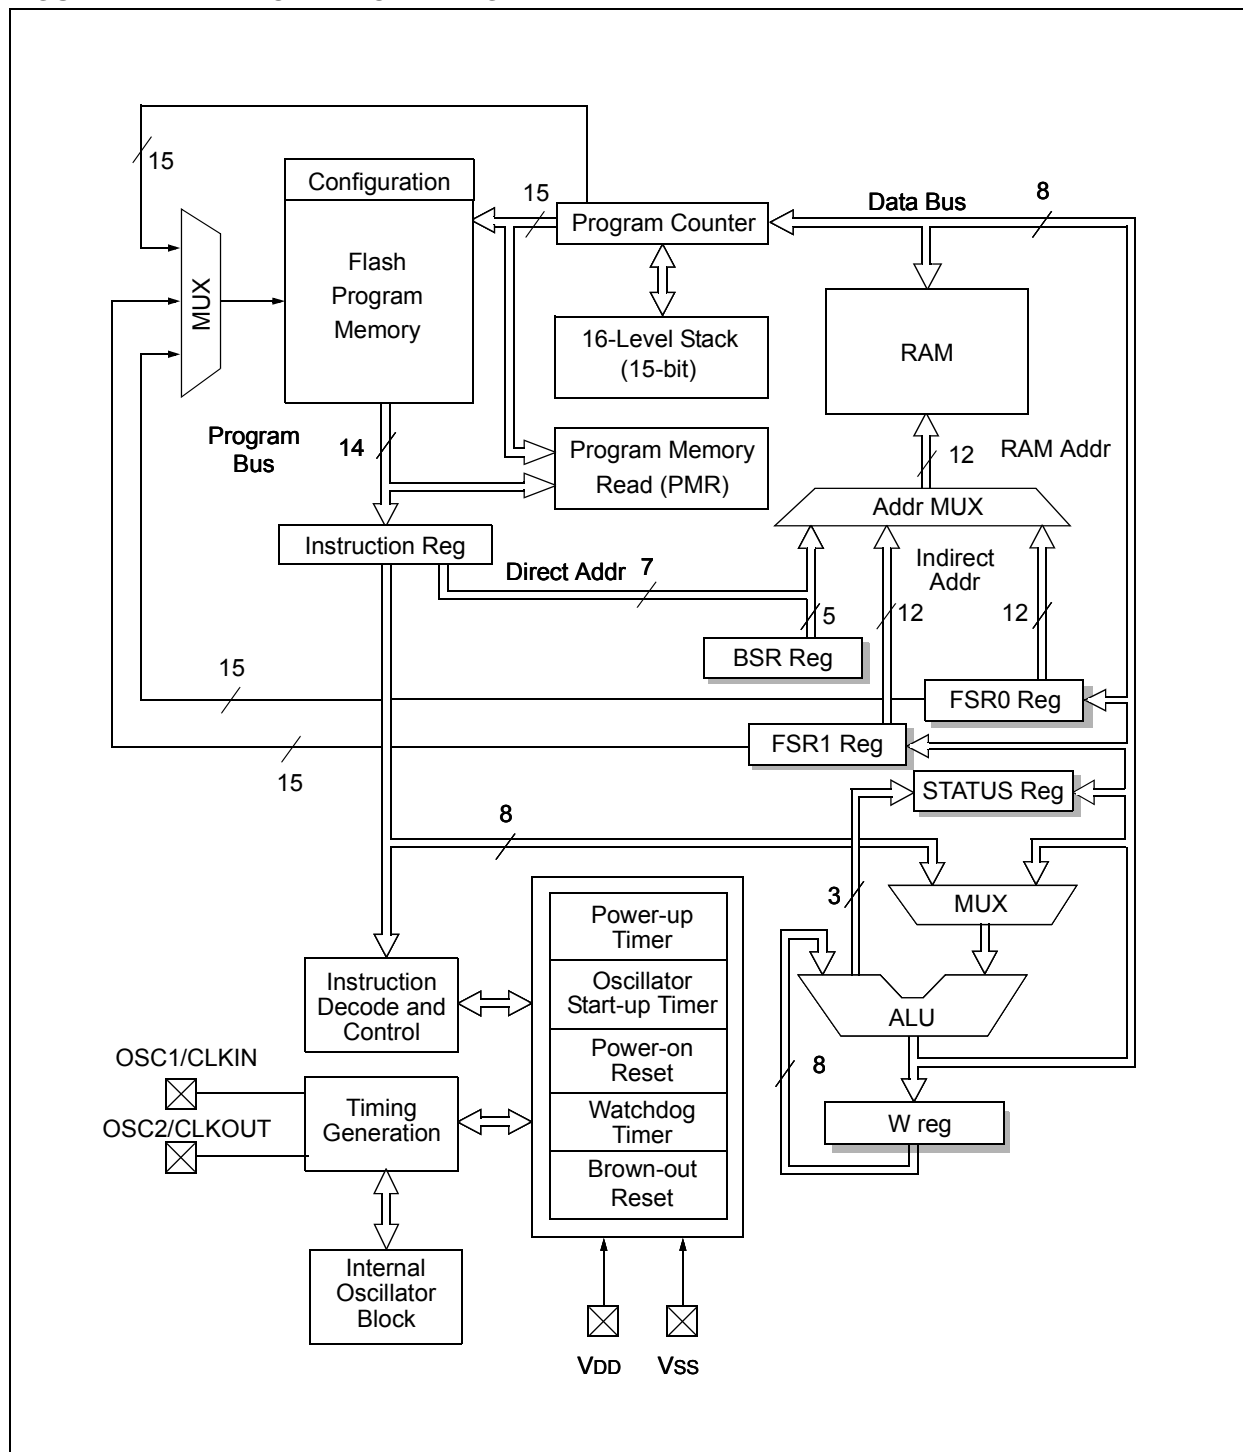 15
Configuration
Flash
Program
Memory
MUX
15
Program Counter
Data Bus
8
16-Level Stack
(15-bit)
RAM
Program
Bus
14
Program Memory
Read (PMR)
12
RAM Addr
Addr MUX
Instruction Reg
Direct Addr
7
Indirect
Addr
5
12
12
BSR Reg
15
FSR0 Reg
FSR1 Reg
15
STATUS Reg
8
3
MUX
Power-up
Timer
Oscillator
Start-up Timer
Power-on
Reset
Watchdog
Timer
Brown-out
Reset
Instruction
Decode and
Control
ALU
8
OSC1/CLKIN
OSC2/CLKOUT
Timing
Generation
W reg
Internal
Oscillator
Block
VDD
VSS